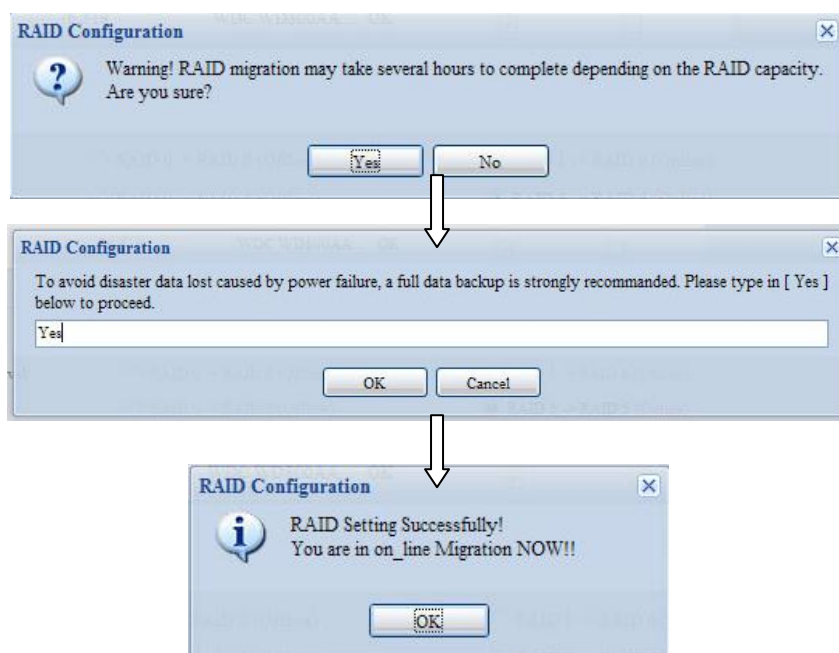 RAID Configuration
Warning! RAID migration may take several hours to complete depending on the RAID capacity.
Are you sure?
Yes
No
RAID Configuration
To avoid disaster data lost caused by power failure, a full data backup is strongly recommanded. Please type in [ Yes ]
below to proceed.
Yes
OK
Cancel
RAID Configuration
RAID Setting Successfully!
You are in on_line Migration NOW!!
OK